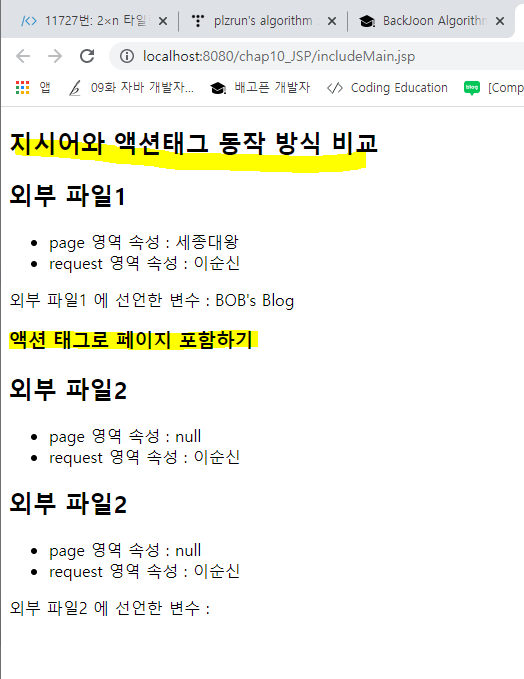 11727번: 2×n 타일
plzrun's algorithm
BackJoon Algorithm
localhost:8080/chap10_JSP/includeMain.jsp
앱
09화 자바 개발자...
배고픈 개발자
Coding Education
blog
[Comp
지시어와 액션태그 동작 방식 비교
외부 파일1
• page 영역 속성 : 세종대왕
• request 영역 속성 : 이순신
외부 파일1 에 선언한 변수 : BOB's Blog
액션 태그로 페이지 포함하기
외부 파일2
• page 영역 속성 : null
• request 영역 속성 : 이순신
외부 파일2
• page 영역 속성 : null
• request 영역 속성 : 이순신
외부 파일2 에 선언한 변수 :